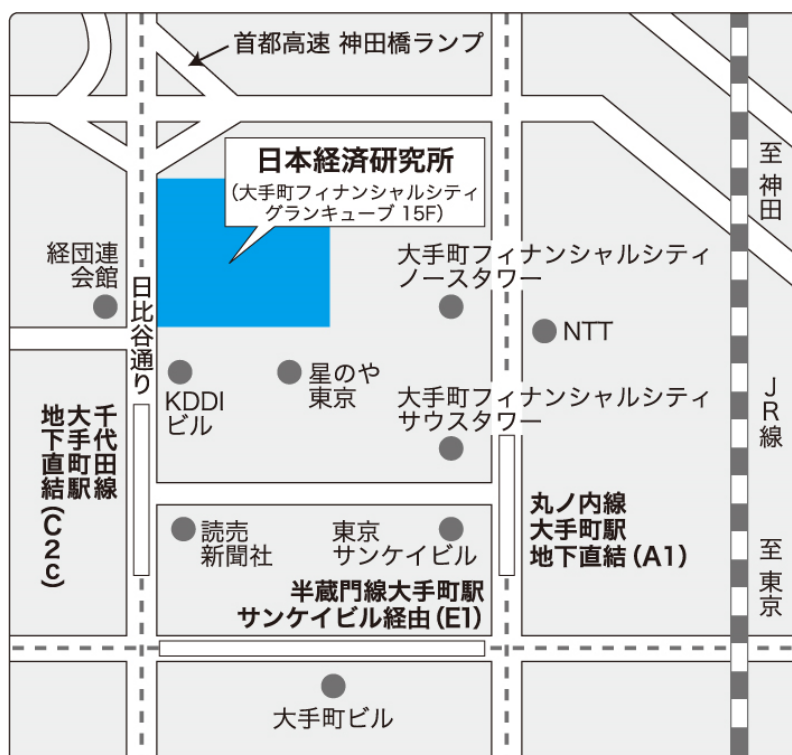 首都高速 神田橋ランプ
日本経済研究所
(大手町フィナンシャルシティ
グランキューブ 15F)
至 神田
経団連
会館
大手町フィナンシャルシティ
ノースタワー
日比谷通り
NTT
KDDI
ビル
星のや
東京
大手町フィナンシャルシティ
サウスタワー
JR線
千代田線
大手町駅
地下直結(C2c)
丸ノ内線
大手町駅
地下直結(A1)
読売
新聞社
東京
サンケイビル
至 東京
半蔵門線大手町駅
サンケイビル経由(E1)
大手町ビル